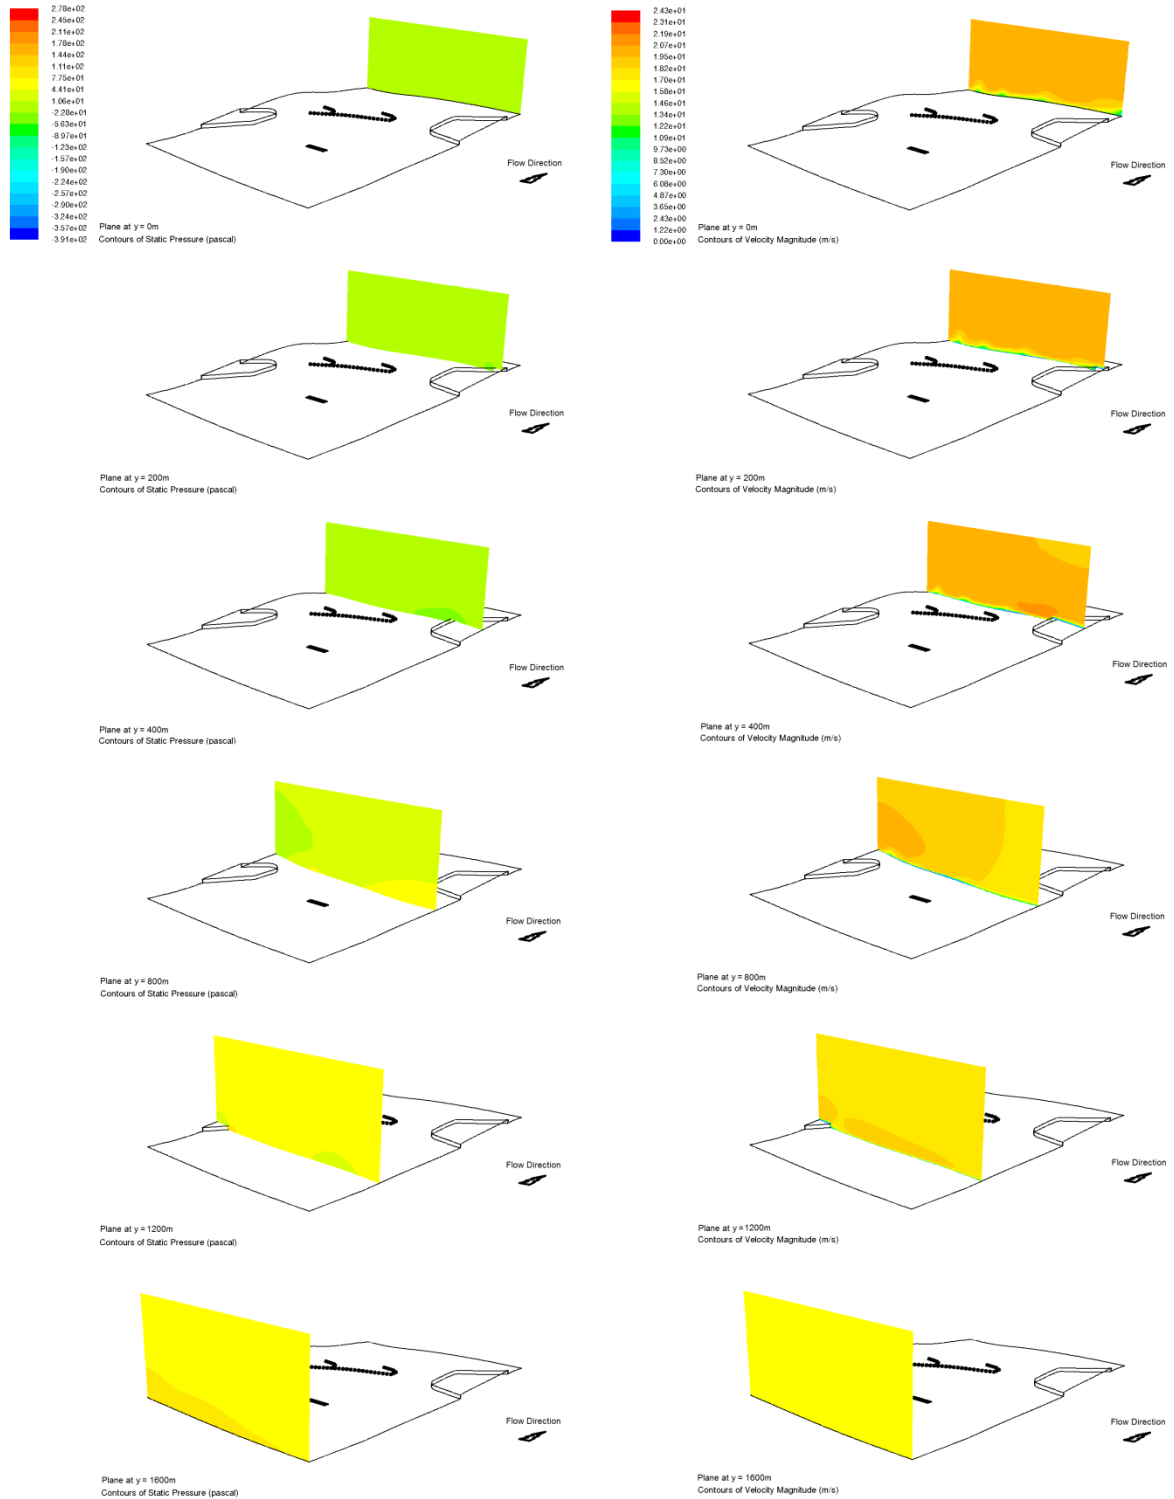 2.78e+02
2.45e+02
2.11e+02
1.78e+02
1.44e+02
1.11e+02
7.75e+01
4.41e+01
1.06e+01
-2.28e+01
-5.63e+01
-8.97e+01
-1.23e+02
-1.57e+02
-1.90e+02
-2.24e+02
-2.57e+02
-2.90e+02
-3.24e+02
-3.57e+02
-3.91e+02
Flow Direction
Plane at y = 0m
Contours of Static Pressure (pascal)
2.43e+01
2.31e+01
2.19e+01
2.07e+01
1.95e+01
1.82e+01
1.70e+01
1.58e+01
1.46e+01
1.34e+01
1.22e+01
1.09e+01
9.73e+00
8.52e+00
7.30e+00
6.08e+00
4.87e+00
3.65e+00
2.43e+00
1.22e+00
0.00e+00
Flow Direction
Plane at y = 0m
Contours of Velocity Magnitude (m/s)
Flow Direction
Plane at y = 200m
Contours of Static Pressure (pascal)
Flow Direction
Plane at y = 200m
Contours of Velocity Magnitude (m/s)
Flow Direction
Plane at y = 400m
Contours of Static Pressure (pascal)
Flow Direction
Plane at y = 400m
Contours of Velocity Magnitude (m/s)
Flow Direction
Plane at y = 800m
Contours of Static Pressure (pascal)
Flow Direction
Plane at y = 800m
Contours of Velocity Magnitude (m/s)
Flow Direction
Plane at y = 1200m
Contours of Static Pressure (pascal)
Flow Direction
Plane at y = 1200m
Contours of Velocity Magnitude (m/s)
Flow Direction
Plane at y = 1600m
Contours of Static Pressure (pascal)
Flow Direction
Plane at y = 1600m
Contours of Velocity Magnitude (m/s)